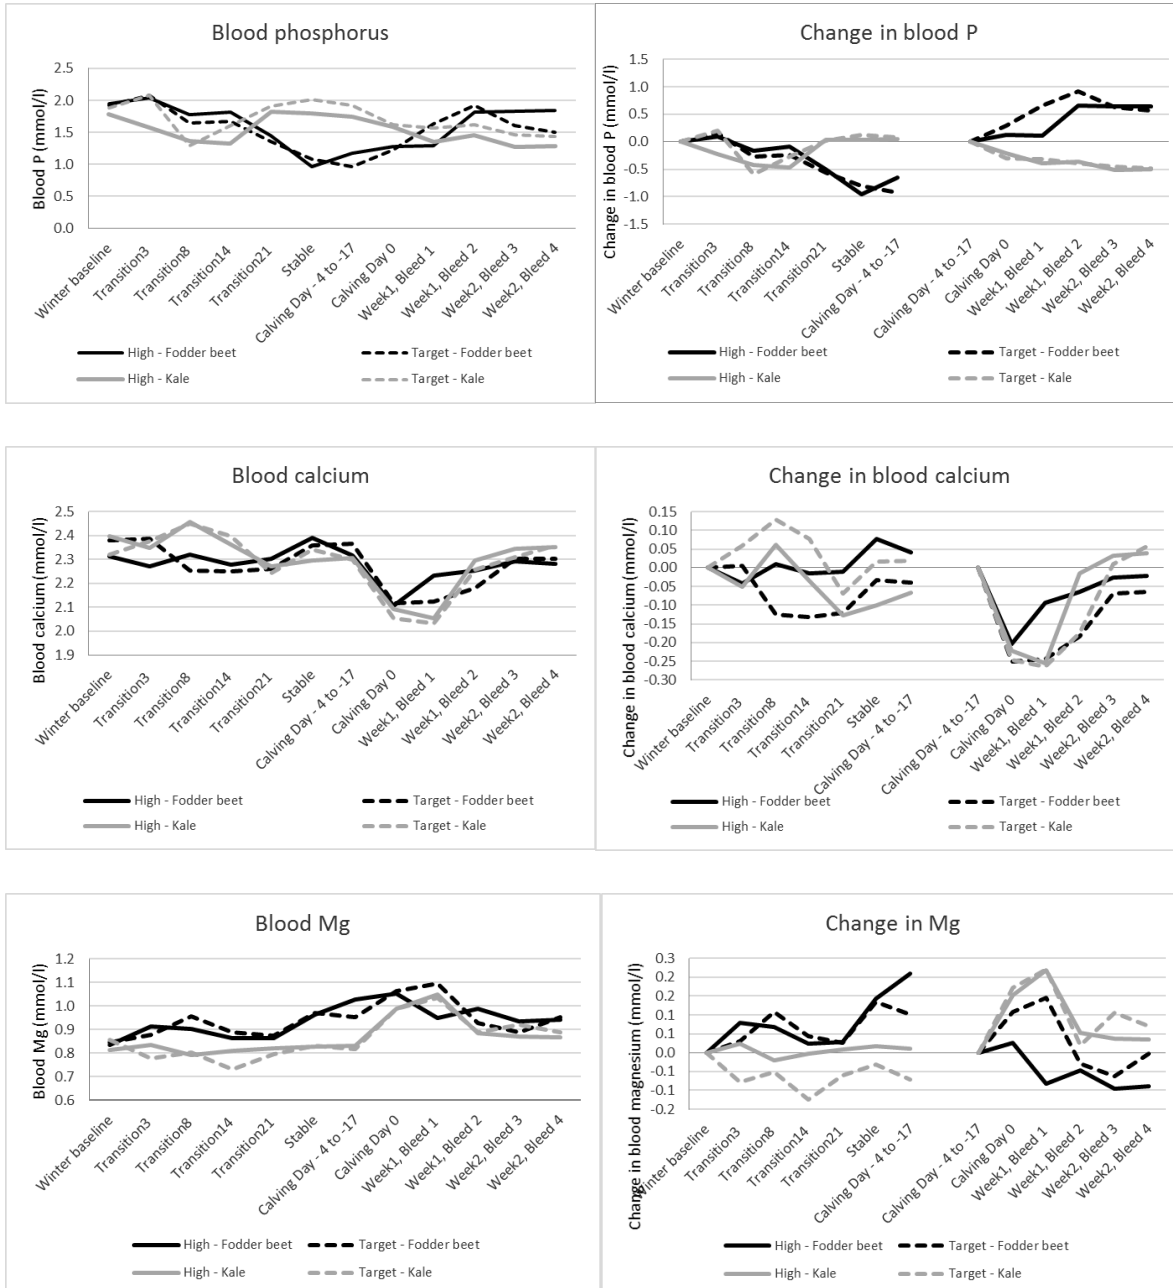 Blood phosphorus
Blood P (mmol/l)
2.5
2.0
1.5
1.0
0.5
0.0
Winter baseline
Transition3
Transition8
Transition14
Transition21
Stable
Calving Day - 4 to -17
Calving Day 0
Week1, Bleed 1
Week1, Bleed 2
Week2, Bleed 3
Week2, Bleed 4
High - Fodder beet
Target - Fodder beet
High - Kale
Target - Kale
Change in blood P
Change in blood P (mmol/l)
1.5
1.0
0.5
0.0
-0.5
-1.0
-1.5
Winter baseline
Transition3
Transition8
Transition14
Transition21
Stable
Calving Day - 4 to -17
Calving Day - 4 to -17
Calving Day 0
Week1, Bleed 1
Week1, Bleed 2
Week2, Bleed 3
Week2, Bleed 4
High - Fodder beet
Target - Fodder beet
High - Kale
Target - Kale
Blood calcium
Blood calcium (mmol/l)
2.5
2.4
2.3
2.2
2.1
2.0
1.9
Winter baseline
Transition3
Transition8
Transition14
Transition21
Stable
Calving Day - 4 to -17
Calving Day 0
Week1, Bleed 1
Week1, Bleed 2
Week2, Bleed 3
Week2, Bleed 4
High - Fodder beet
Target - Fodder beet
High - Kale
Target - Kale
Change in blood calcium
Change in blood calcium (mmol/l)
0.15
0.10
0.05
0.00
-0.05
-0.10
-0.15
-0.20
-0.25
-0.30
Winter baseline
Transition3
Transition8
Transition14
Transition21
Stable
Calving Day - 4 to -17
Calving Day - 4 to -17
Calving Day 0
Week1, Bleed 1
Week1, Bleed 2
Week2, Bleed 3
Week2, Bleed 4
High - Fodder beet
Target - Fodder beet
High - Kale
Target - Kale
Blood Mg
Blood Mg (mmol/l)
1.2
1.1
1.0
0.9
0.8
0.7
0.6
Winter baseline
Transition3
Transition8
Transition14
Transition21
Stable
Calving Day - 4 to -17
Calving Day 0
Week1, Bleed 1
Week1, Bleed 2
Week2, Bleed 3
Week2, Bleed 4
High - Fodder beet
Target - Fodder beet
High - Kale
Target - Kale
Change in Mg
Change in blood magnesium (mmol/l)
0.3
0.2
0.2
0.1
0.1
0.0
-0.1
-0.1
-0.2
Winter baseline
Transition3
Transition8
Transition14
Transition21
Stable
Calving Day - 4 to -17
Calving Day - 4 to -17
Calving Day 0
Week1, Bleed 1
Week1, Bleed 2
Week2, Bleed 3
Week2, Bleed 4
High - Fodder beet
Target - Fodder beet
High - Kale
Target - Kale